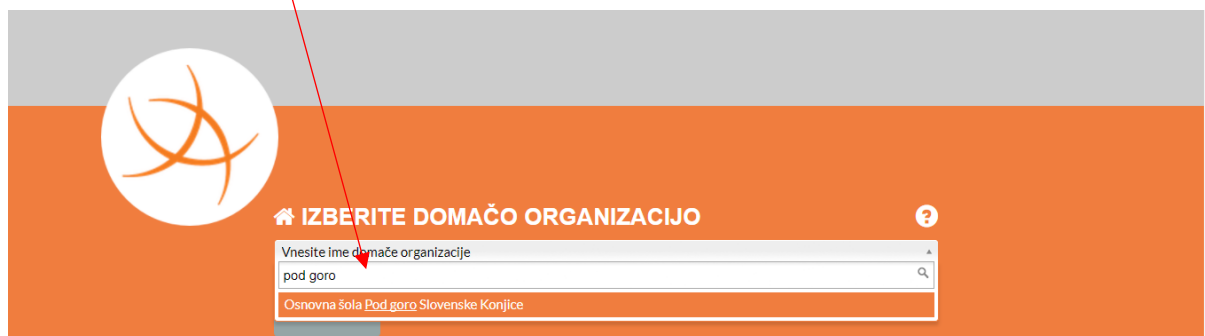 IZBERITE DOMAČO ORGANIZACIJO ?
Vnesite ime domače organizacije
pod goro
Osnovna šola Pod goro Slovenske Konjice